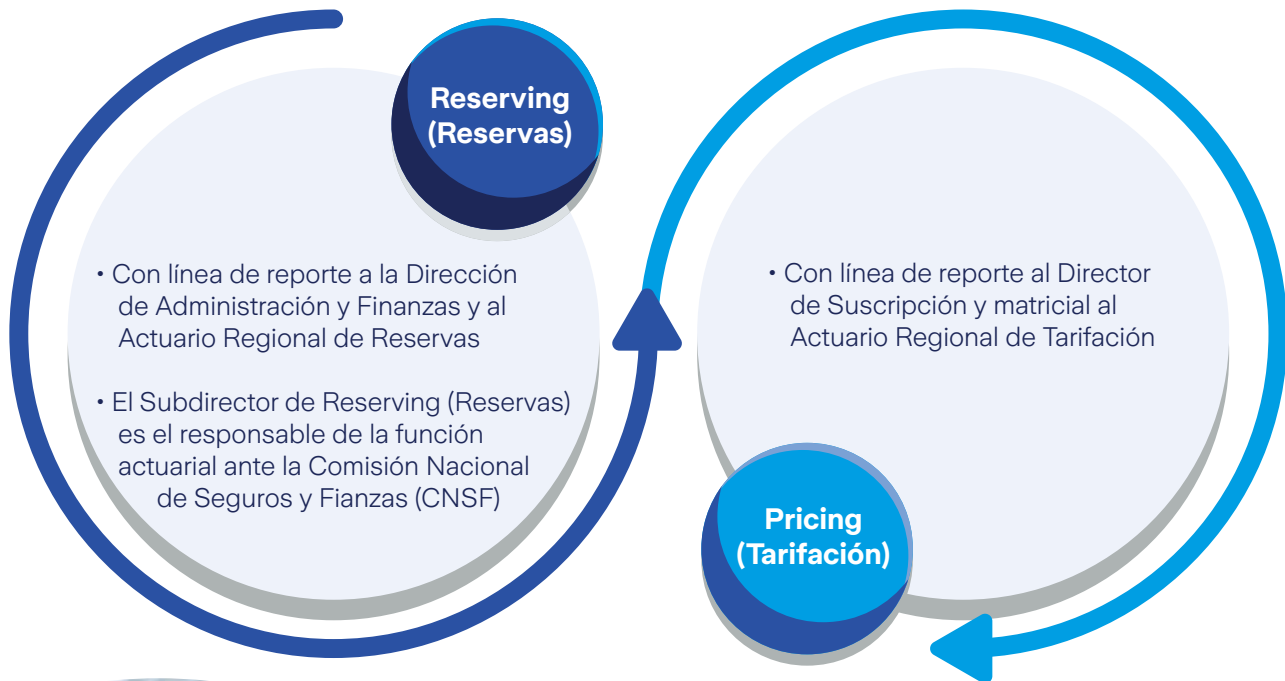 Reserving
(Reservas)
• Con línea de reporte a la Dirección
de Administración y Finanzas y al
Actuario Regional de Reservas
• El Subdirector de Reserving (Reservas)
es el responsable de la función
actuarial ante la Comisión Nacional
de Seguros y Fianzas (CNSF)
• Con línea de reporte al Director
de Suscripción y matricial al
Actuario Regional de Tarifación
Pricing
(Tarifación)